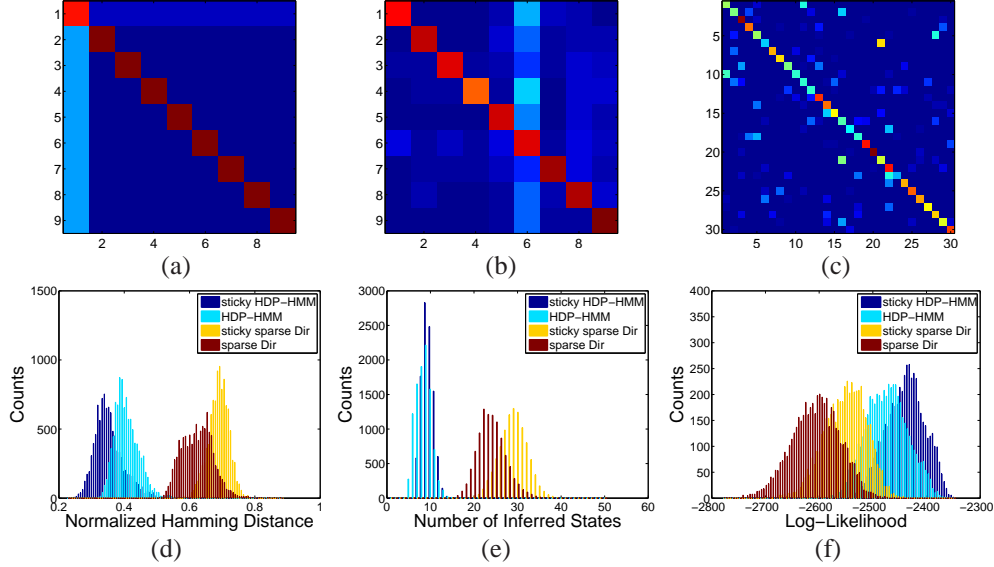 1
2
3
4
5
6
7
8
9
2 4 6 8
(a)
1
2
3
4
5
6
7
8
9
2 4 6 8
(b)
5
10
15
20
25
30
5 10 15 20 25 30
(c)
1500
1000
500
0
Counts
sticky HDP−HMM
HDP−HMM
sticky sparse Dir
sparse Dir
0.2 0.4 0.6 0.8 1
Normalized Hamming Distance
(d)
3000
2500
2000
1500
1000
500
0
Counts
sticky HDP−HMM
HDP−HMM
sticky sparse Dir
sparse Dir
0 10 20 30 40 50 60
Number of Inferred States
(e)
400
350
300
250
200
150
100
50
0
Counts
sticky HDP−HMM
HDP−HMM
sticky sparse Dir
sparse Dir
−2800 −2700 −2600 −2500 −2400 −2300
Log−Likelihood
(f)